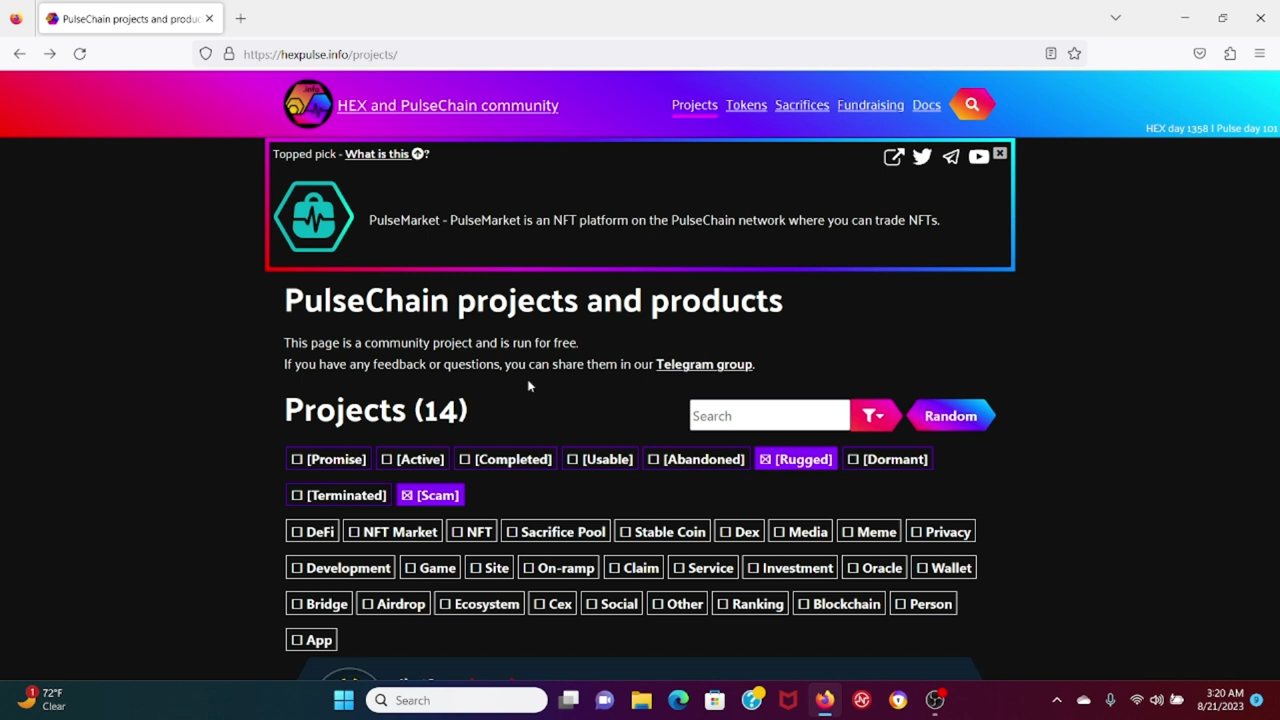 PulseChain projects and produc
https://hexpulse.info/projects/
.info
HEX and PulseChain community
Projects Tokens Sacrifices Fundraising Docs
HEX day 1358 | Pulse day 101
Topped pick - What is this ?
PulseMarket - PulseMarket is an NFT platform on the PulseChain network where you can trade NFTs.
PulseChain projects and products
This page is a community project and is run for free.
If you have any feedback or questions, you can share them in our Telegram group.
Projects (14)
Search
Random
[Promise] [Active] [Completed] [Usable] [Abandoned] [Rugged] [Dormant]
[Terminated] [Scam]
DeFi NFT Market NFT Sacrifice Pool Stable Coin Dex Media Meme Privacy
Development Game Site On-ramp Claim Service Investment Oracle Wallet
Bridge Airdrop Ecosystem Cex Social Other Ranking Blockchain Person
App
1
72°F
Clear
Search
3:20 AM
8/21/2023
9